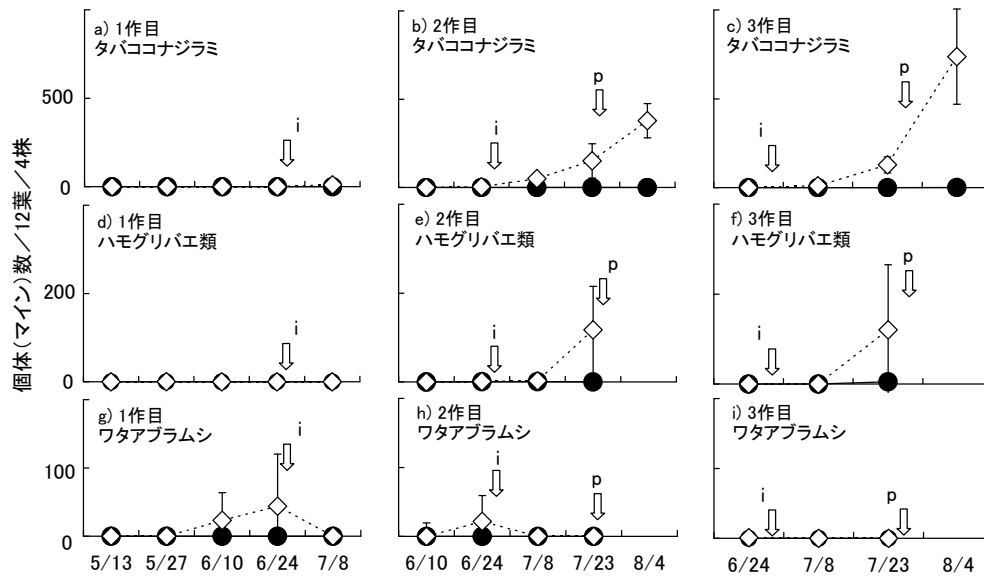 個体(マイン)数/12葉/4株
a) 1作目
タバココナジラミ
i
500
0
b) 2作目
タバココナジラミ
i
p
c) 3作目
タバココナジラミ
i
p
d) 1作目
ハモグリバエ類
i
200
0
e) 2作目
ハモグリバエ類
i
p
f) 3作目
ハモグリバエ類
i
p
g) 1作目
ワタアブラムシ
i
100
0
5/13 5/27 6/10 6/24 7/8
h) 2作目
ワタアブラムシ
i
p
6/10 6/24 7/8 7/23 8/4
i) 3作目
ワタアブラムシ
i
p
6/24 7/8 7/23 8/4